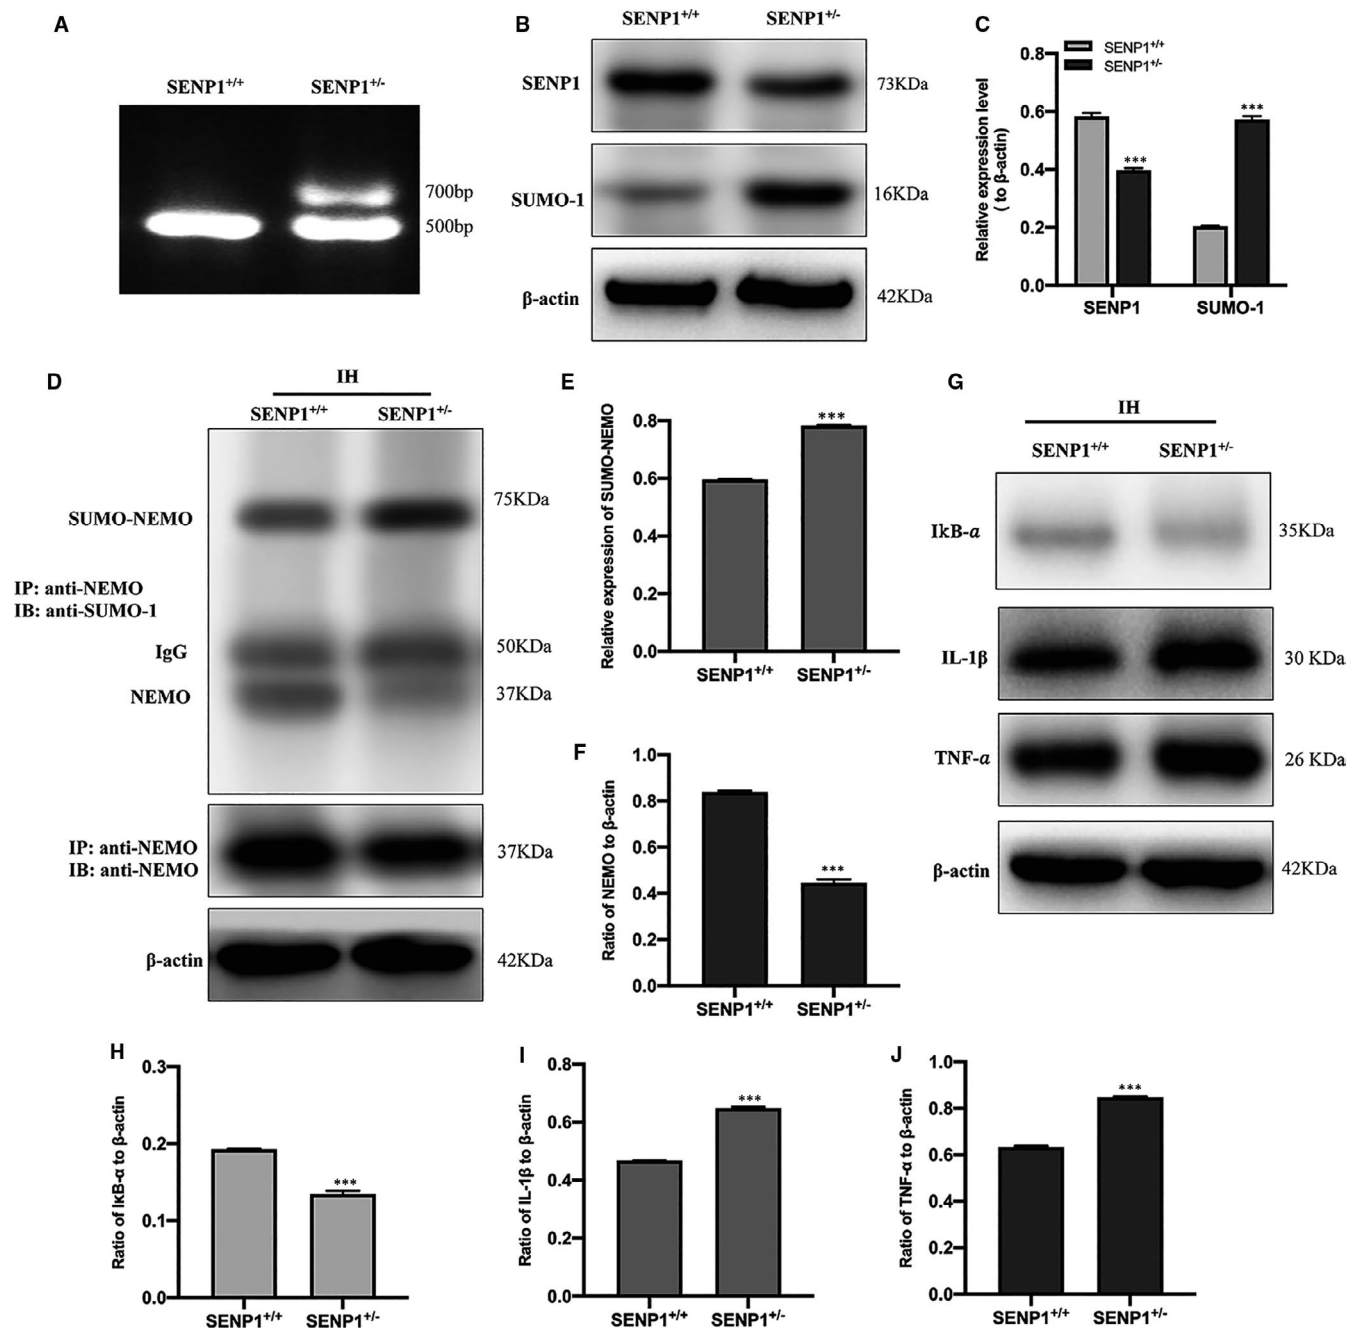 A
SENP1+/+ SENP1+/-
700bp
500bp
B
SENP1+/+ SENP1+/-
SENP1 73KDa
SUMO-1 16KDa
β-actin 42KDa
C
SENP1+/+
SENP1+/-
Relative expression level
( to β-actin)
0.8
0.6
0.4
0.2
0.0
***
***
SENP1 SUMO-1
D
IH
SENP1+/+ SENP1+/-
75KDa
SUMO-NEMO
IP: anti-NEMO
IB: anti-SUMO-1
IgG 50KDa
NEMO 37KDa
IP: anti-NEMO
IB: anti-NEMO
37KDa
β-actin 42KDa
E
Relative expression of SUMO-NEMO
0.8
0.6
0.4
0.2
0.0
***
SENP1+/+ SENP1+/-
F
Ratio of NEMO to β-actin
1.0
0.8
0.6
0.4
0.2
0.0
***
SENP1+/+ SENP1+/-
G
IH
SENP1+/+ SENP1+/-
IkB-α 35KDa
IL-1β 30 KDa
TNF-α 26 KDa
β-actin 42KDa
H
Ratio of IκB-α to β-actin
0.3
0.2
0.1
0.0
***
SENP1+/+ SENP1+/-
I
Ratio of IL-1β to β-actin
0.8
0.6
0.4
0.2
0.0
***
SENP1+/+ SENP1+/-
J
Ratio of TNF-α to β-actin
1.0
0.8
0.6
0.4
0.2
0.0
***
SENP1+/+ SENP1+/-